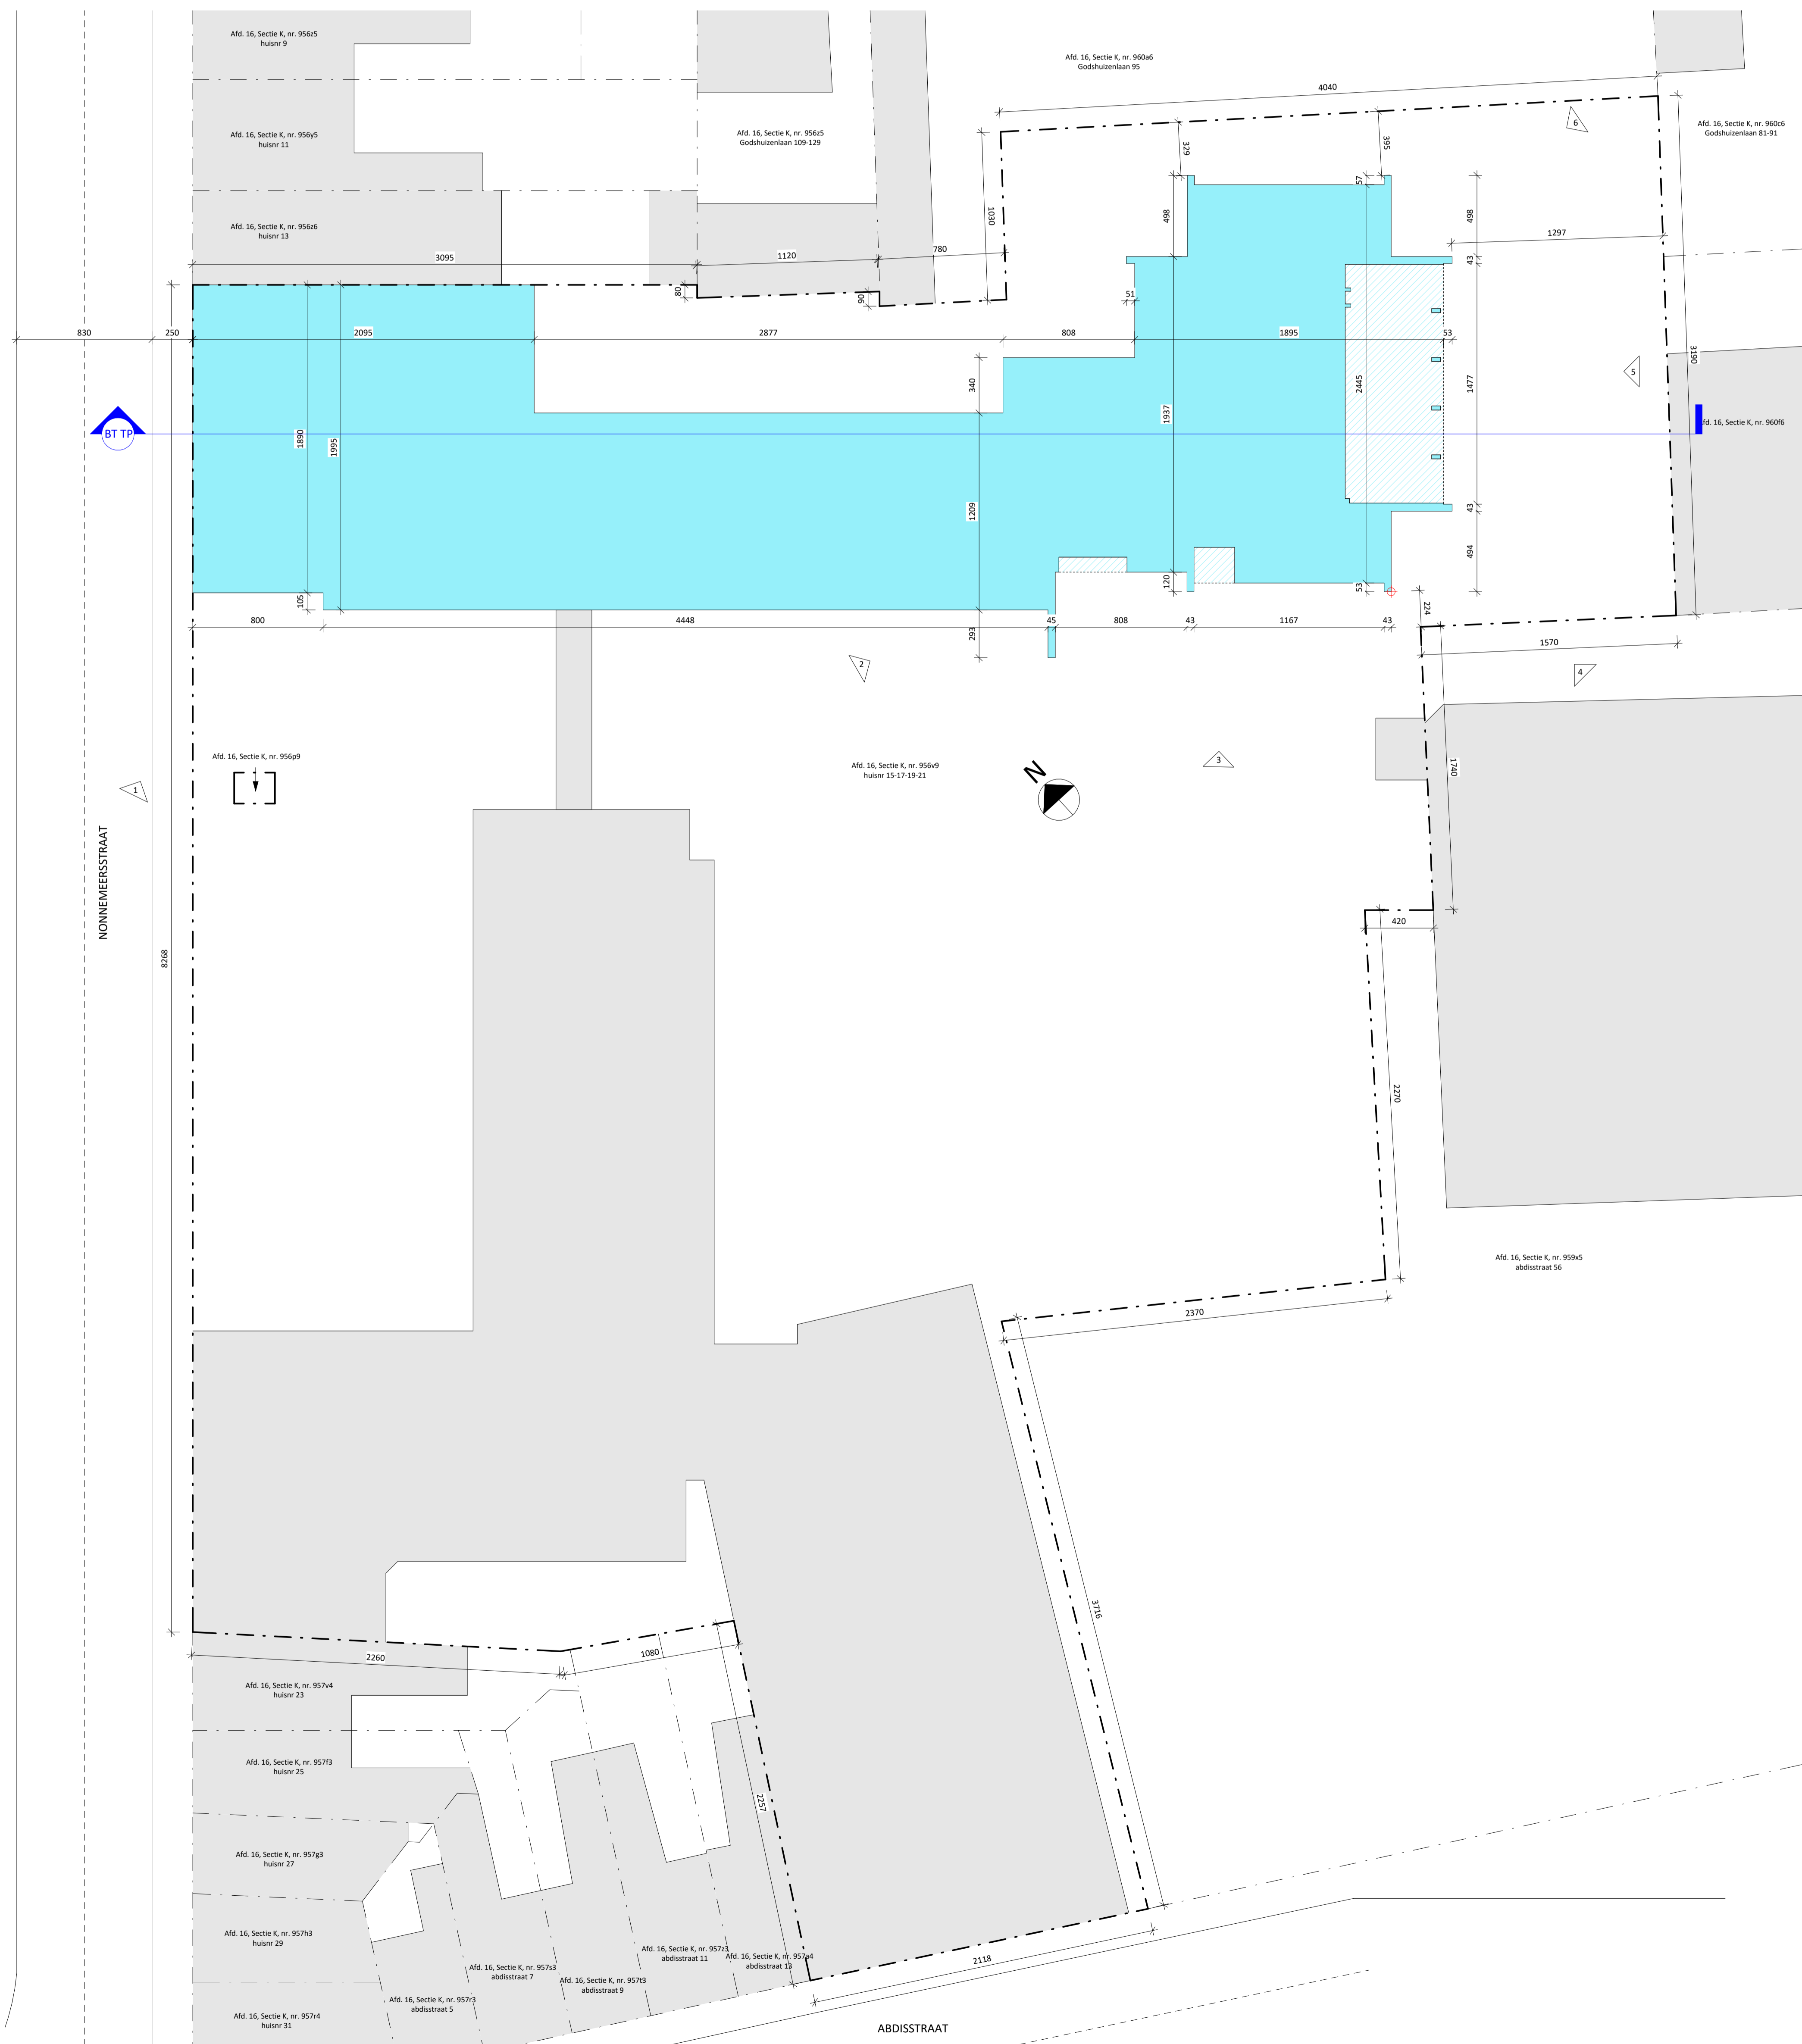 Afd. 16, Sectie K, nr. 956z5
huisnr 9
Afd. 16, Sectie K, nr. 960a6
Godshuizenlaan 95
4040
6
Afd. 16, Sectie K, nr. 960c6
Godshuizenlaan 81-91
Afd. 16, Sectie K, nr. 956y5
huisnr 11
Afd. 16, Sectie K, nr. 956z5
Godshuizenlaan 109-129
329
395
57
1030
498
498
Afd. 16, Sectie K, nr. 956z6
huisnr 13
1297
3095
1120
780
43
80
90
51
830
250
2095
2877
808
1895
53
3190
5
340
2445
1477
1937
BT TP
1890
1995
fd. 16, Sectie K, nr. 960f6
1209
43
494
120
53
105
224
800
4448
293
45
808
43
1167
43
1570
2
4
Afd. 16, Sectie K, nr. 956p9
Afd. 16, Sectie K, nr. 956v9
huisnr 15-17-19-21
3
N
1740
1
NONNEMEERSSTRAAT
420
8268
2270
Afd. 16, Sectie K, nr. 959x5
abdisstraat 56
2370
3716
2260
1080
Afd. 16, Sectie K, nr. 957v4
huisnr 23
Afd. 16, Sectie K, nr. 957f3
huisnr 25
2257
Afd. 16, Sectie K, nr. 957g3
huisnr 27
Afd. 16, Sectie K, nr. 957h3
huisnr 29
Afd. 16, Sectie K, nr. 957z3
abdisstraat 11
Afd. 16, Sectie K, nr. 957a4
abdisstraat 13
2118
Afd. 16, Sectie K, nr. 957s3
abdisstraat 7
Afd. 16, Sectie K, nr. 957t3
abdisstraat 9
Afd. 16, Sectie K, nr. 957r3
abdisstraat 5
Afd. 16, Sectie K, nr. 957r4
huisnr 31
ABDISSTRAAT